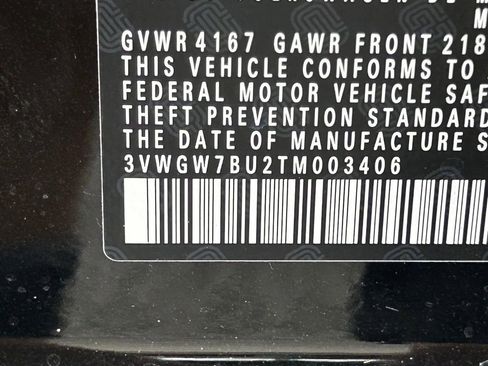 GVWR 4167 GAWR FRONT 218
THIS VEHICLE CONFORMS TO
FEDERAL MOTOR VEHICLE SAF
THEFT PREVENTION STANDARD
THE DATE OF MANUFACTURE S
3VWGW7BU2TM003406